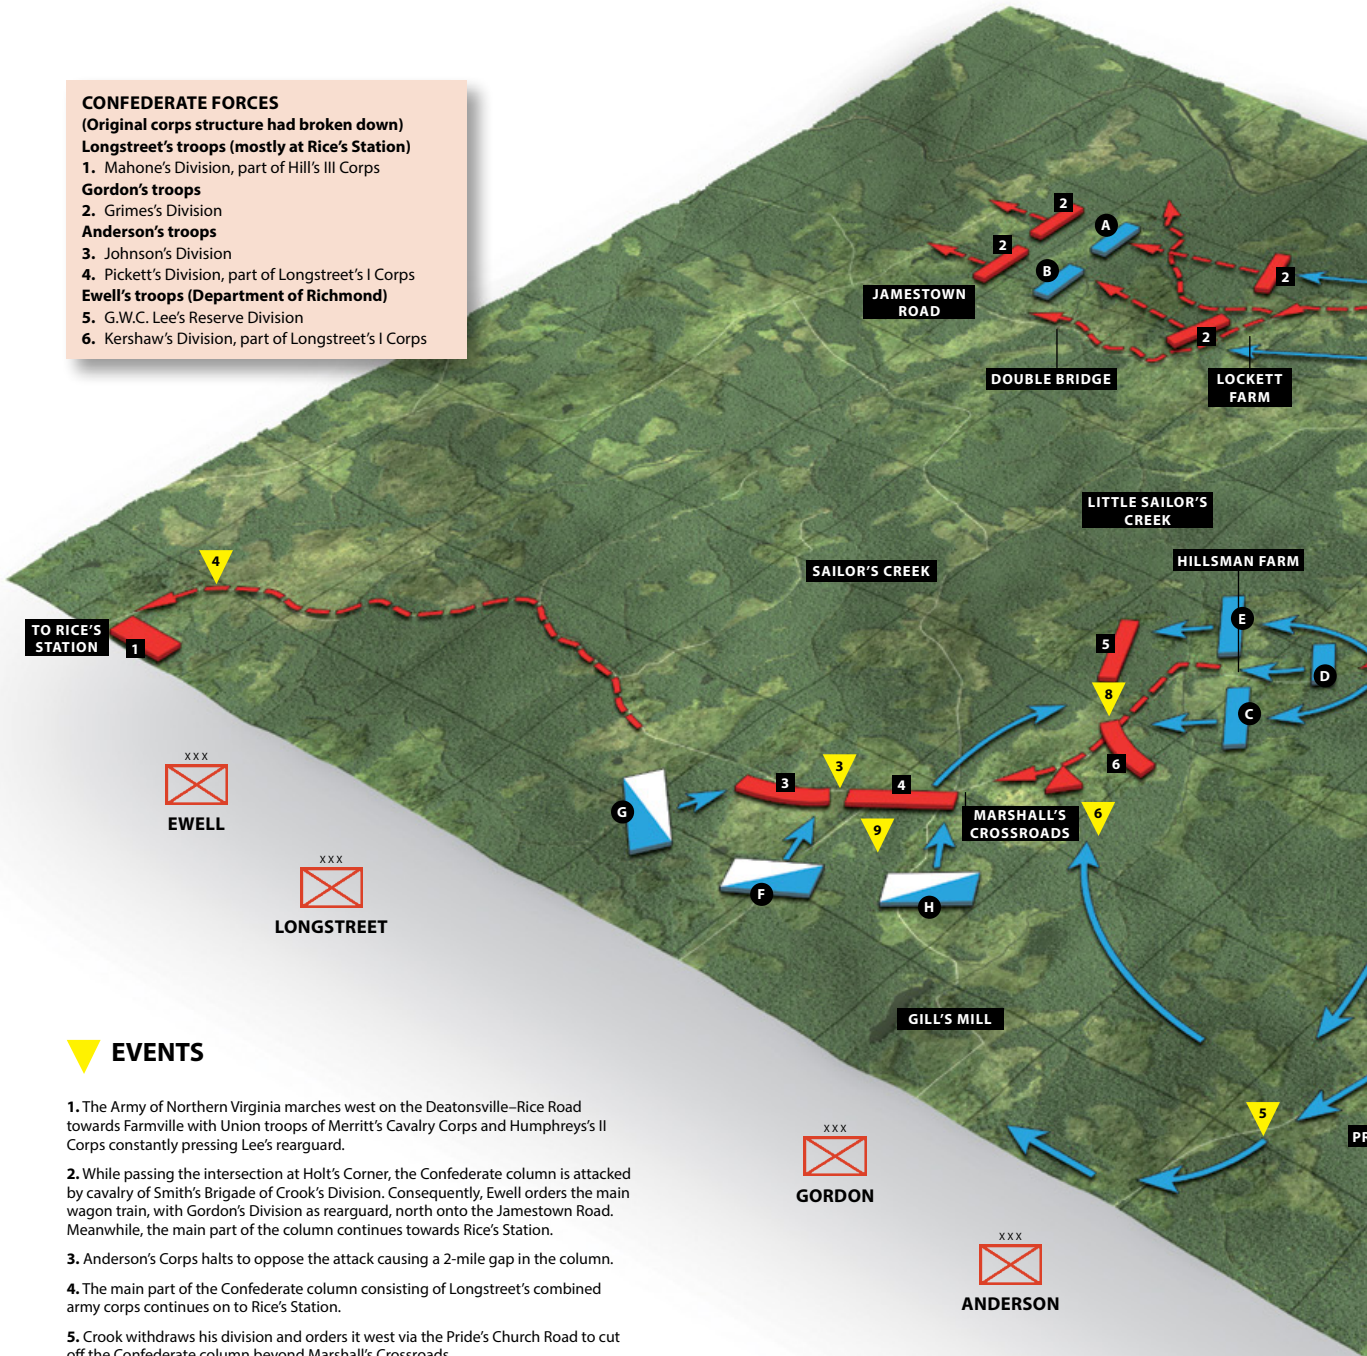 CONFEDERATE FORCES
(Original corps structure had broken down)
Longstreet's troops (mostly at Rice's Station)
1. Mahone's Division, part of Hill's III Corps
Gordon's troops
2. Grimes's Division
Anderson's troops
3. Johnson's Division
4. Pickett's Division, part of Longstreet's I Corps
Ewell's troops (Department of Richmond)
5. G.W.C. Lee's Reserve Division
6. Kershaw's Division, part of Longstreet's I Corps
2
A
2
B
2
JAMESTOWN
ROAD
2
DOUBLE BRIDGE
LOCKETT
FARM
LITTLE SAILOR'S
CREEK
HILLSMAN FARM
SAILOR'S CREEK
4
TO RICE'S
STATION
1
E
5
D
8
C
6
3
3
4
G
MARSHALL'S
CROSSROADS
6
9
F
H
XXX
EWELL
XXX
LONGSTREET
GILL'S MILL
5
PR
XXX
GORDON
XXX
ANDERSON
EVENTS
1. The Army of Northern Virginia marches west on the Deatonsville–Rice Road
towards Farmville with Union troops of Merritt's Cavalry Corps and Humphreys's II
Corps constantly pressing Lee's rearguard.
2. While passing the intersection at Holt's Corner, the Confederate column is attacked
by cavalry of Smith's Brigade of Crook's Division. Consequently, Ewell orders the main
wagon train, with Gordon's Division as rearguard, north onto the Jamestown Road.
Meanwhile, the main part of the column continues towards Rice's Station.
3. Anderson's Corps halts to oppose the attack causing a 2-mile gap in the column.
4. The main part of the Confederate column consisting of Longstreet's combined
army corps continues on to Rice's Station.
5. Crook withdraws his division and orders it west via the Pride's Church Road to cut
off the Confederate column beyond Marshall's Crossroads.